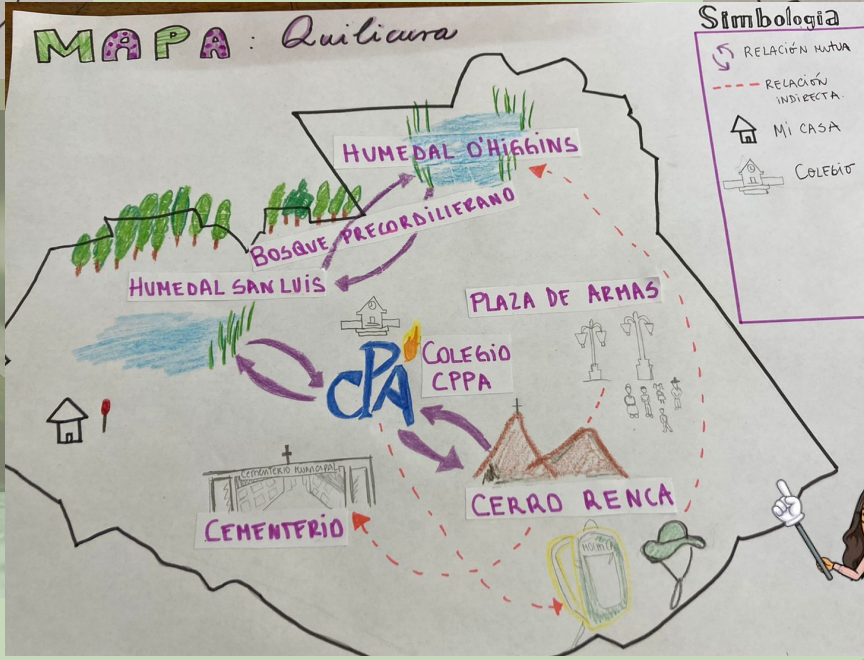 MAPA: Quilicura
Simbología
RELACIÓN MUTUA
RELACIÓN
INDIRECTA.
Mi CASA
COLEGIO
HUMEDAL O'HiGGiNS
BOSQUE PRECORDILLERANO
HUMEDAL SAN LUiS
PLAZA DE ARMAS
COLEGIO
CPPA
CPA
CEMENTERIO MUNICIPAL
CERRO RENCA
CEMENTERiO